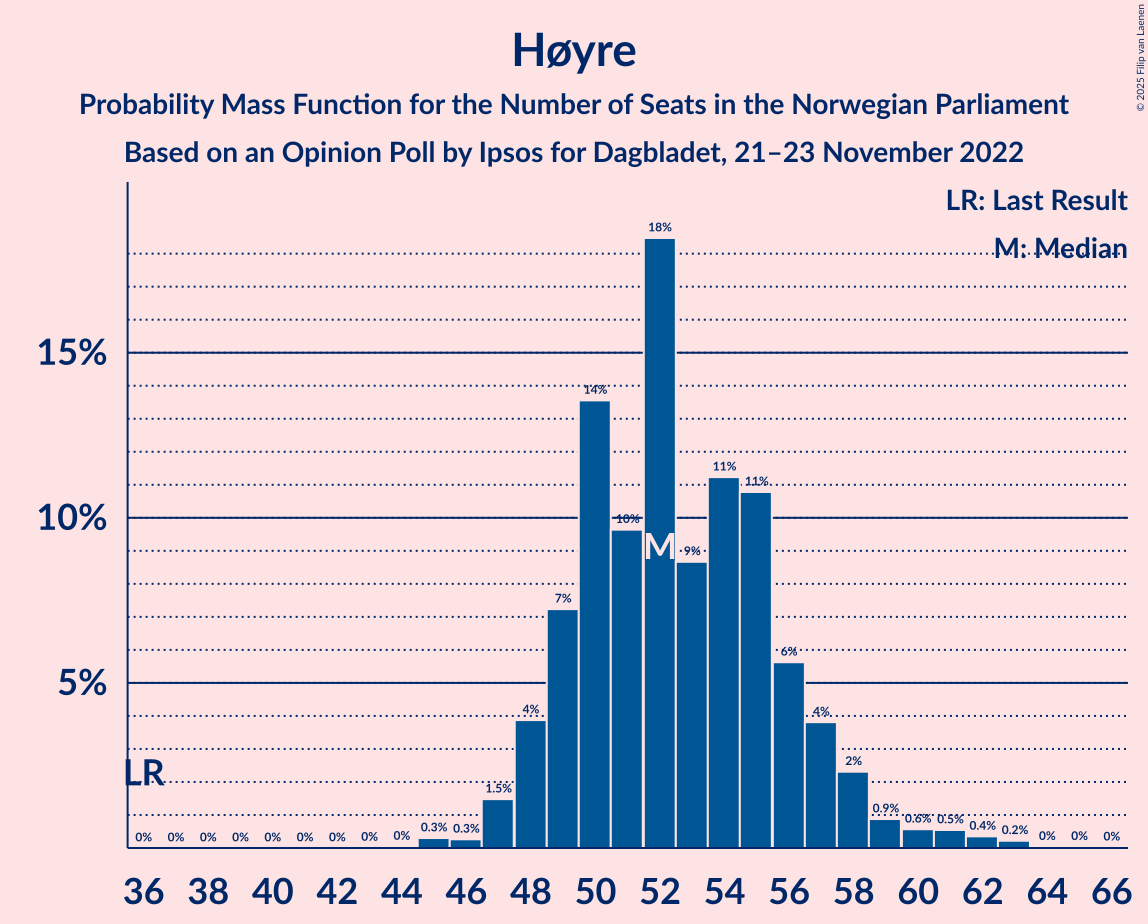 © 2025 Filip van Laenen
Høyre
Probability Mass Function for the Number of Seats in the Norwegian Parliament
Based on an Opinion Poll by Ipsos for Dagbladet, 21–23 November 2022
LR: Last Result
M: Median
15%
10%
5%
LR
M
0% 0% 0% 0% 0% 0% 0% 0% 0% 0.3% 0.3% 1.5% 4% 7% 14% 10% 18% 9% 11% 11% 6% 4% 2% 0.9% 0.6% 0.5% 0.4% 0.2% 0% 0% 0%
36 38 40 42 44 46 48 50 52 54 56 58 60 62 64 66